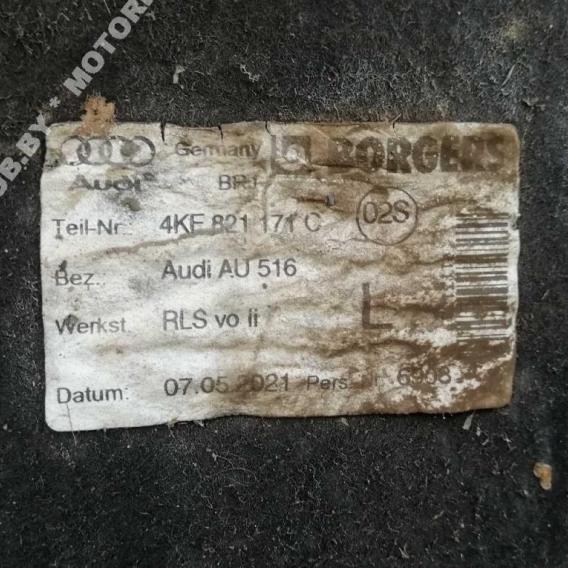 Germany BORGERS
Audi
Teil-Nr.: 4KF 821 171 C 02S
Bez.: Audi AU 516
L
Werkst. RLS vo li
Datum: 07.05.2021 Pers.